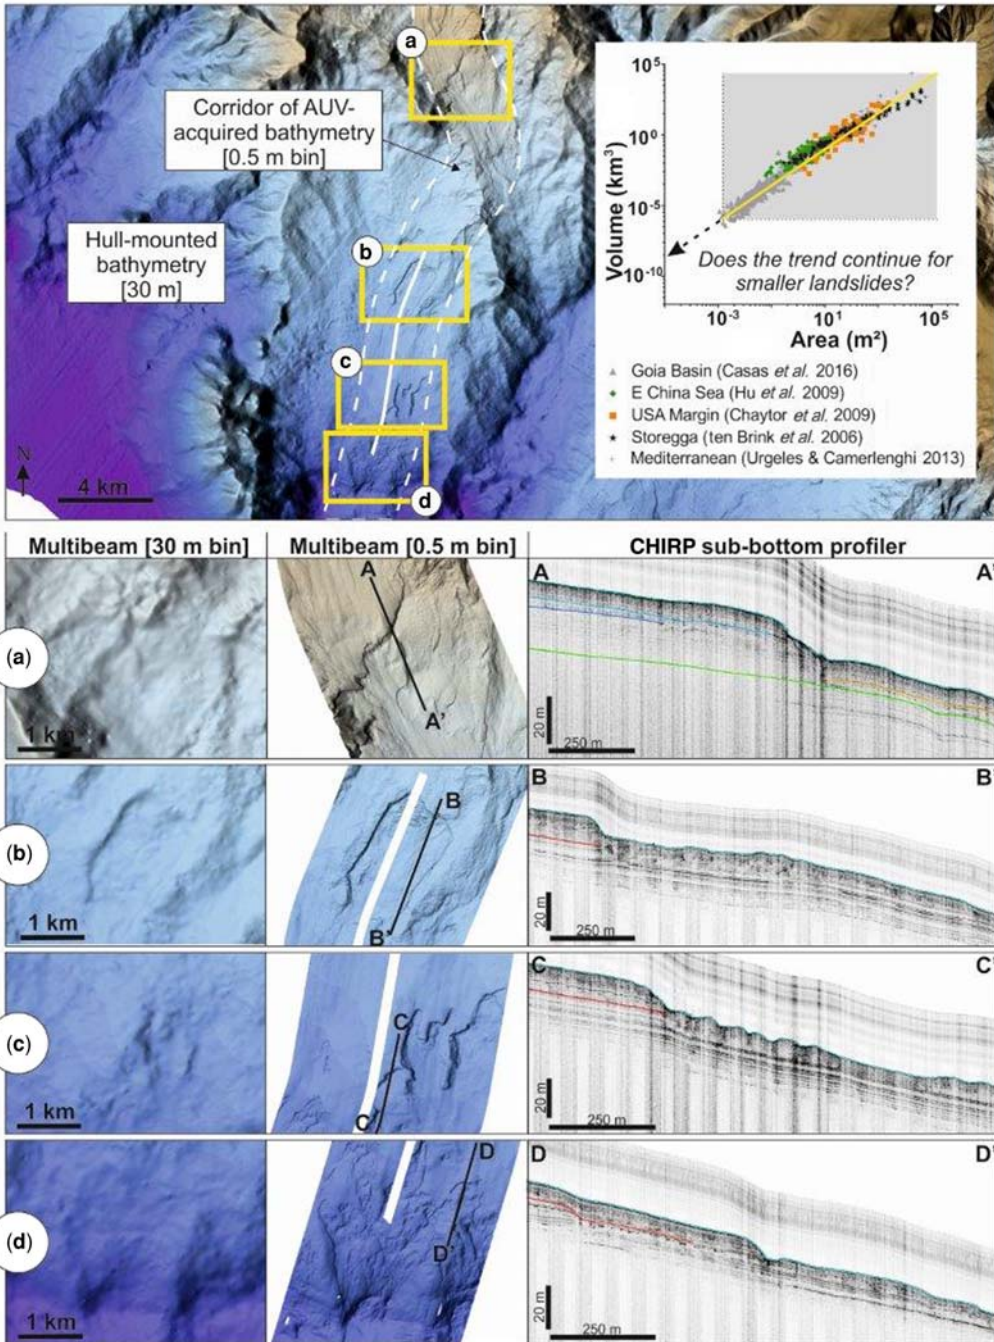 a
Corridor of AUV-
acquired bathymetry
[0.5 m bin]
Hull-mounted
bathymetry
[30 m]
b
c
d
N
4 km
10⁵
10⁰
10⁻⁵
10⁻¹⁰
Volume (km³)
Does the trend continue for
smaller landslides?
10⁻³
10¹
10⁵
Area (m²)
Goia Basin (Casas et al. 2016)
E China Sea (Hu et al. 2009)
USA Margin (Chaytor et al. 2009)
Storegga (ten Brink et al. 2006)
Mediterranean (Urgeles & Camerlenghi 2013)
Multibeam [30 m bin]
Multibeam [0.5 m bin]
CHIRP sub-bottom profiler
(a)
1 km
A
A'
A
A'
20 m
250 m
(b)
1 km
B
B'
B
B'
20 m
250 m
(c)
1 km
C
C'
C
C'
20 m
250 m
(d)
1 km
D
D'
D
D'
20 m
250 m